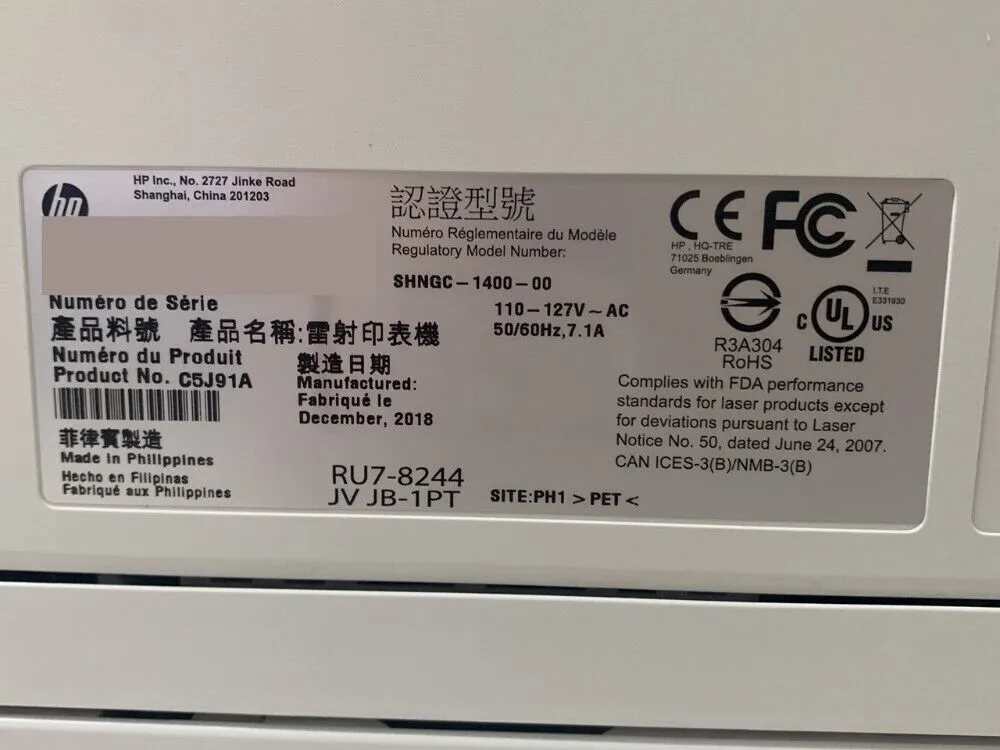 hp
HP Inc., No. 2727 Jinke Road
Shanghai, China 201203
Numéro de Série
產品料號 產品名稱:雷射印表機
Numéro du Produit
Product No. C5J91A
菲律賓製造
Made in Philippines
Hecho en Filipinas
Fabriqué aux Philippines
認證型號
Numéro Réglementaire du Modèle
Regulatory Model Number:
SHNGC-1400-00
110-127V~AC
50/60Hz,7.1A
製造日期
Manufactured:
Fabriqué le
December, 2018
RU7-8244
JV JB-1PT
SITE:PH1 >PET<
CE FC
HP , HQ-TRE
71025 Boeblingen
Germany
R3A304
RoHS
I.T.E
E331930
C UL US
LISTED
Complies with FDA performance
standards for laser products except
for deviations pursuant to Laser
Notice No. 50, dated June 24, 2007.
CAN ICES-3(B)/NMB-3(B)